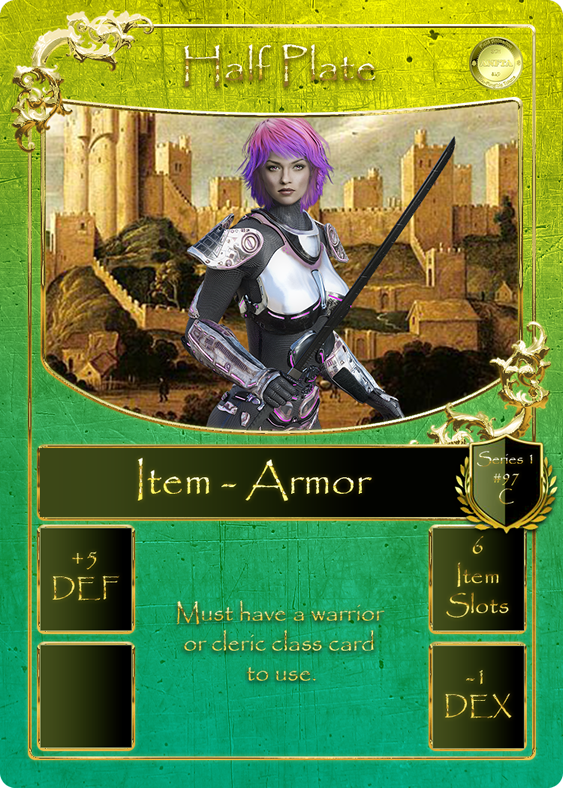 Half Plate
Item - Armor
Series 1
#97
C
+5
DEF
6
Item
Slots
Must have a warrior
or cleric class card
to use.
-1
DEX